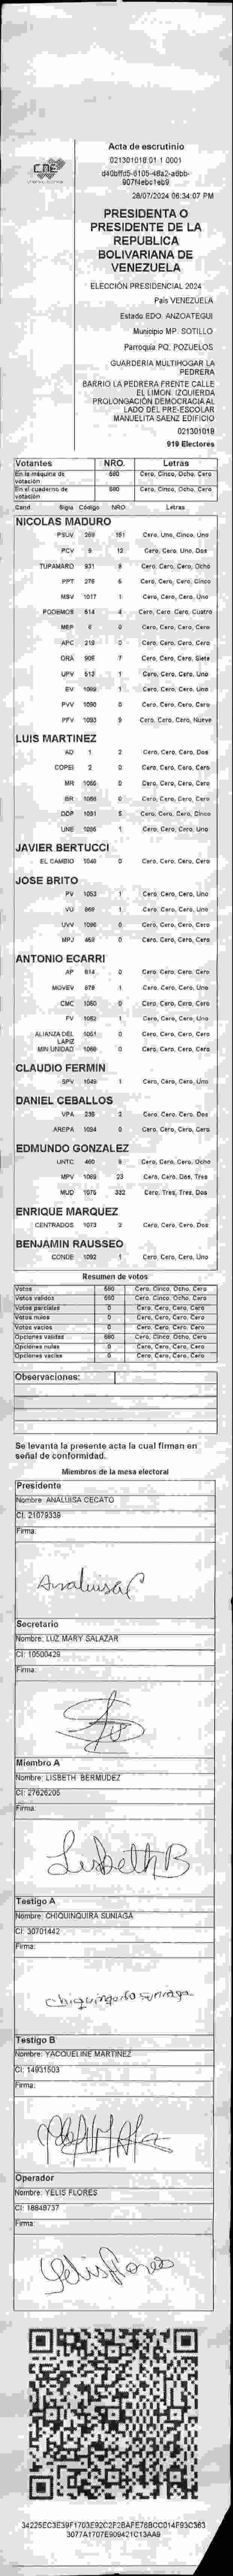 CNE
Acta de escrutinio
021301018.01.1.0001
28/07/2024 06:34:07 PM
PRESIDENTA O
PRESIDENTE DE LA
REPUBLICA
BOLIVARIANA DE
VENEZUELA
ELECCIÓN PRESIDENCIAL 2024
País VENEZUELA
Estado EDO. ANZOATEGUI
Municipio MP. SOTILLO
Parroquia PQ. POZUELOS
GUARDERIA MULTIHOGAR LA
PEDRERA
BARRIO LA PEDRERA FRENTE CALLE
EL LIMON. IZQUIERDA
PROLONGACIÓN DEMOCRACIA AL
LADO DEL PRE-ESCOLAR
MANUELITA SAENZ EDIFICIO
021301018
919 Electores
Votantes NRO. Letras
En la máquina de votación 580 Cero, Cinco, Ocho, Cero
En el cuaderno de votación 580 Cero, Cinco, Ocho, Cero
Cand Sigla Código NRO. Letras
NICOLAS MADURO
PSUV 269 151 Cero, Uno, Cinco, Uno
PCV 9 12 Cero, Cero, Uno, Dos
TUPAMARO 931 8 Cero, Cero, Cero, Ocho
PPT 276 5 Cero, Cero, Cero, Cinco
MSV 1017 1 Cero, Cero, Cero, Uno
PODEMOS 514 4 Cero, Cero, Cero, Cuatro
MEP 6 0 Cero, Cero, Cero, Cero
APC 219 0 Cero, Cero, Cero, Cero
ORA 906 7 Cero, Cero, Cero, Siete
UPV 512 1 Cero, Cero, Cero, Uno
EV 1089 1 Cero, Cero, Cero, Uno
PVV 1090 0 Cero, Cero, Cero, Cero
PFV 1093 9 Cero, Cero, Cero, Nueve
LUIS MARTINEZ
AD 1 2 Cero, Cero, Cero, Dos
COPEI 2 0 Cero, Cero, Cero, Cero
MR 1055 0 Cero, Cero, Cero, Cero
BR 1088 0 Cero, Cero, Cero, Cero
DDP 1031 5 Cero, Cero, Cero, Cinco
UNE 1095 1 Cero, Cero, Cero, Uno
JAVIER BERTUCCI
EL CAMBIO 1048 0 Cero, Cero, Cero, Cero
JOSE BRITO
PV 1053 1 Cero, Cero, Cero, Uno
VU 969 1 Cero, Cero, Cero, Uno
UVV 1096 0 Cero, Cero, Cero, Cero
MPJ 459 0 Cero, Cero, Cero, Cero
ANTONIO ECARRI
AP 814 0 Cero, Cero, Cero, Cero
MOVEV 979 1 Cero, Cero, Cero, Uno
CMC 1050 0 Cero, Cero, Cero, Cero
FV 1052 1 Cero, Cero, Cero, Uno
ALIANZA DEL LAPIZ 1051 0 Cero, Cero, Cero, Cero
MIN UNIDAD 1068 0 Cero, Cero, Cero, Cero
CLAUDIO FERMIN
SPV 1049 1 Cero, Cero, Cero, Uno
DANIEL CEBALLOS
VPA 236 2 Cero, Cero, Cero, Dos
AREPA 1094 0 Cero, Cero, Cero, Cero
EDMUNDO GONZALEZ
UNTC 400 8 Cero, Cero, Cero, Ocho
MPV 1069 23 Cero, Cero, Dos, Tres
MUD 1075 332 Cero, Tres, Tres, Dos
ENRIQUE MARQUEZ
CENTRADOS 1073 2 Cero, Cero, Cero, Dos
BENJAMIN RAUSSEO
CONDE 1092 1 Cero, Cero, Cero, Uno
Resumen de votos
Votos 580 Cero, Cinco, Ocho, Cero
Votos válidos 580 Cero, Cinco, Ocho, Cero
Votos parciales 0 Cero, Cero, Cero, Cero
Votos nulos 0 Cero, Cero, Cero, Cero
Votos vacíos 0 Cero, Cero, Cero, Cero
Opciones válidas 580 Cero, Cinco, Ocho, Cero
Opciones nulas 0 Cero, Cero, Cero, Cero
Opciones vacías 0 Cero, Cero, Cero, Cero
Observaciones:
Se levanta la presente acta la cual firman en
señal de conformidad.
Miembros de la mesa electoral
Presidente
Nombre: ANALUISA CECATO
CI: 21079339
Firma:
Analuisa
Secretario
Nombre: LUZ MARY SALAZAR
CI: 10500429
Firma:
Miembro A
Nombre: LISBETH BERMUDEZ
CI: 27626205
Firma:
Lisbeth B
Testigo A
Nombre: CHIQUINQUIRA SUNIAGA
CI: 30701442
Firma:
Testigo B
Nombre: YACQUELINE MARTINEZ
CI: 14931503
Firma:
Operador
Nombre: YELIS FLORES
CI: 18848737
Firma:
Yelis flores
34225EC3E39F1703E92C2F2BAFE78BCC014F93C363
3077A1707E909421C13AA9